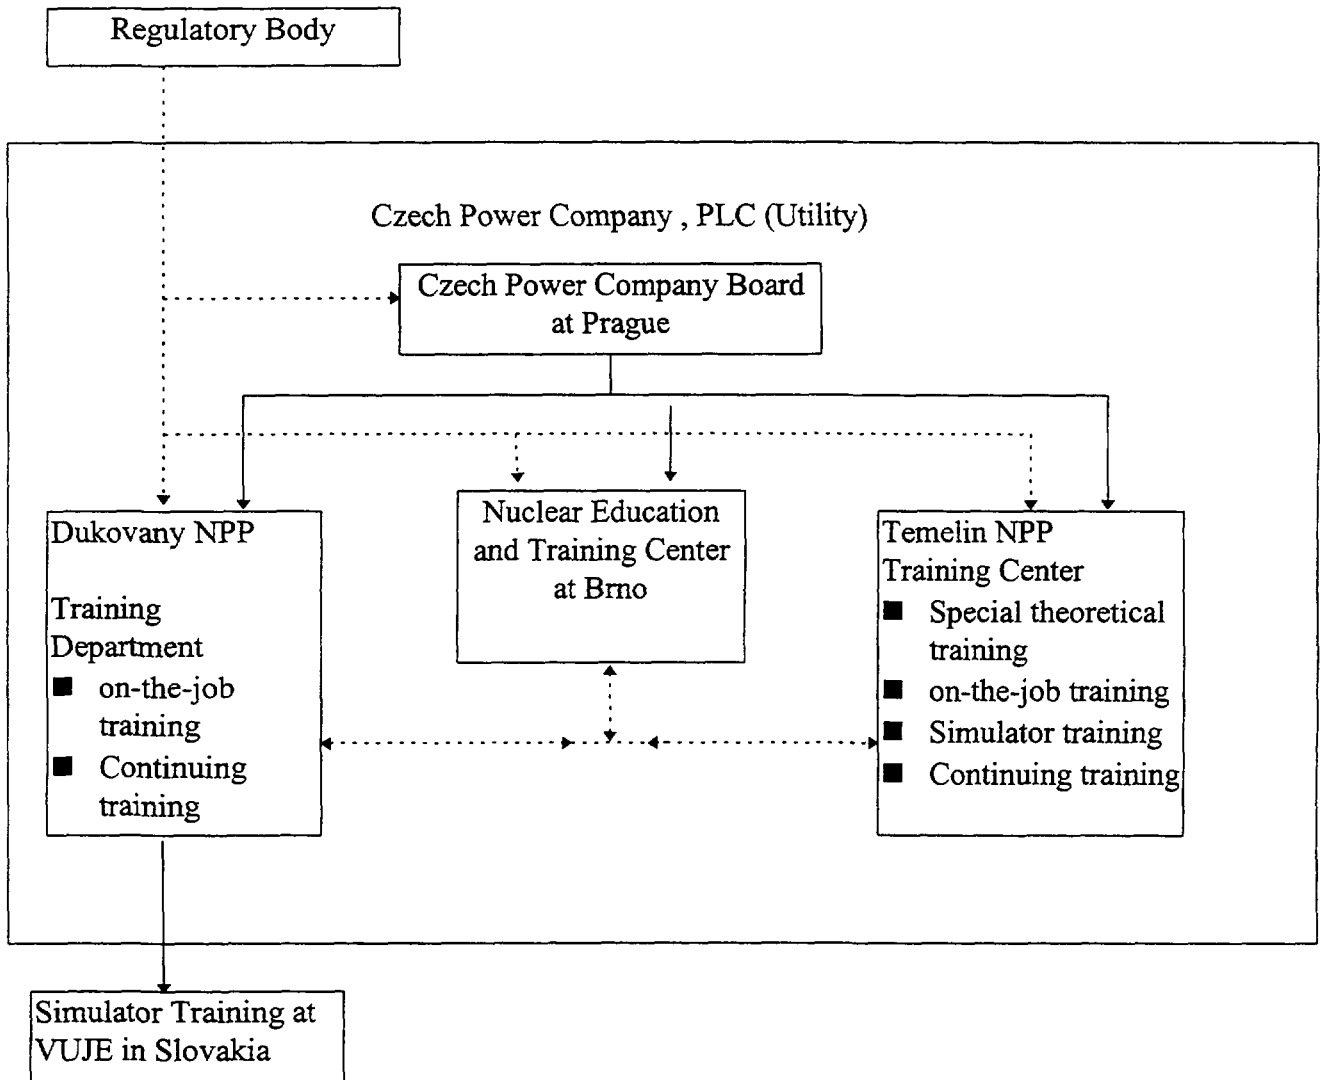 Regulatory Body
Czech Power Company , PLC (Utility)
Czech Power Company Board
at Prague
Dukovany NPP
Training
Department
■ on-the-job
training
■ Continuing
training
Nuclear Education
and Training Center
at Brno
Temelin NPP
Training Center
■ Special theoretical
training
■ on-the-job training
■ Simulator training
■ Continuing training
Simulator Training at
VUJE in Slovakia